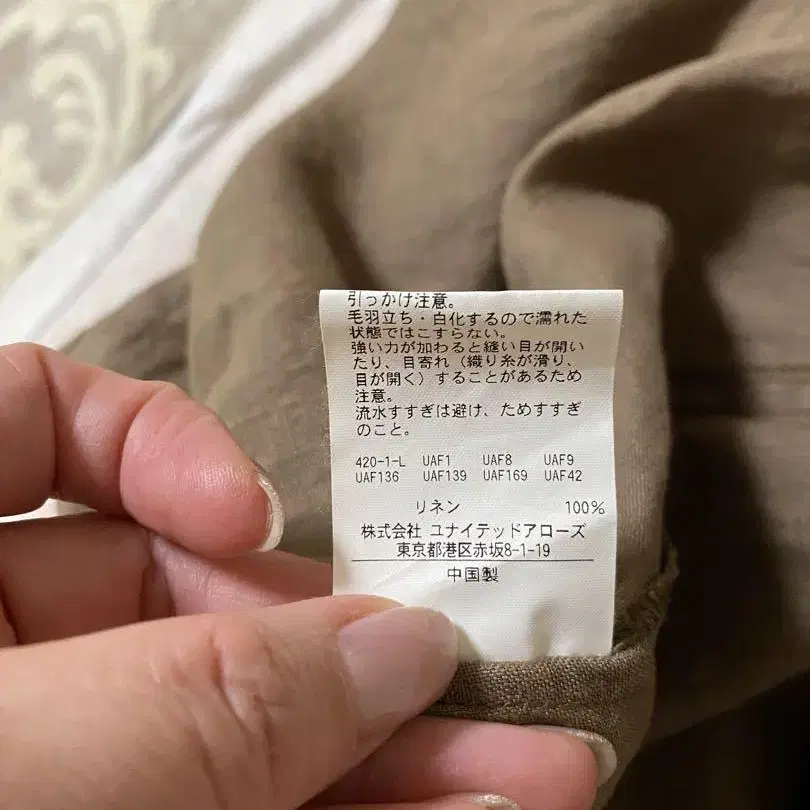 引っかけ注意。
毛羽立ち・白化するので濡れた
状態ではこすらない。
強い力が加わると縫い目が開い
たり、目寄れ（織り糸が滑り、
目が開く）することがあるため
注意。
流水すすぎは避け、ためすすぎ
のこと。
420-1-L UAF1 UAF8 UAF9
UAF136 UAF139 UAF169 UAF42
リネン 100%
株式会社 ユナイテッドアローズ
東京都港区赤坂8-1-19
中国製